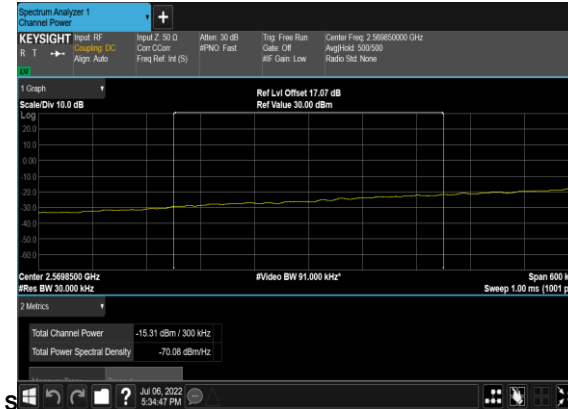 Spectrum Analyzer 1
Channel Power
+
KEYSIGHT Input: RF Input Z: 50 Ω Atten: 30 dB Trig: Free Run Center Freq: 2.569850000 GHz
R T Coupling: DC Corr CCorr #PNO: Fast Gate: Off Avg|Hold: 500/500
Align: Auto Freq Ref: Int (S) #IF Gain: Low Radio Std: None
1 Graph
Ref Lvl Offset 17.07 dB
Scale/Div 10.0 dB Ref Value 30.00 dBm
Log
20.0
10.0
0.00
-10.0
-20.0
-30.0
-40.0
-50.0
-60.0
Center 2.5698500 GHz #Video BW 91.000 kHz* Span 600 k
#Res BW 30.000 kHz Sweep 1.00 ms (1001 p
2 Metrics
Total Channel Power -15.31 dBm / 300 kHz
Total Power Spectral Density -70.08 dBm/Hz
S
? Jul 06, 2022
5:34:47 PM